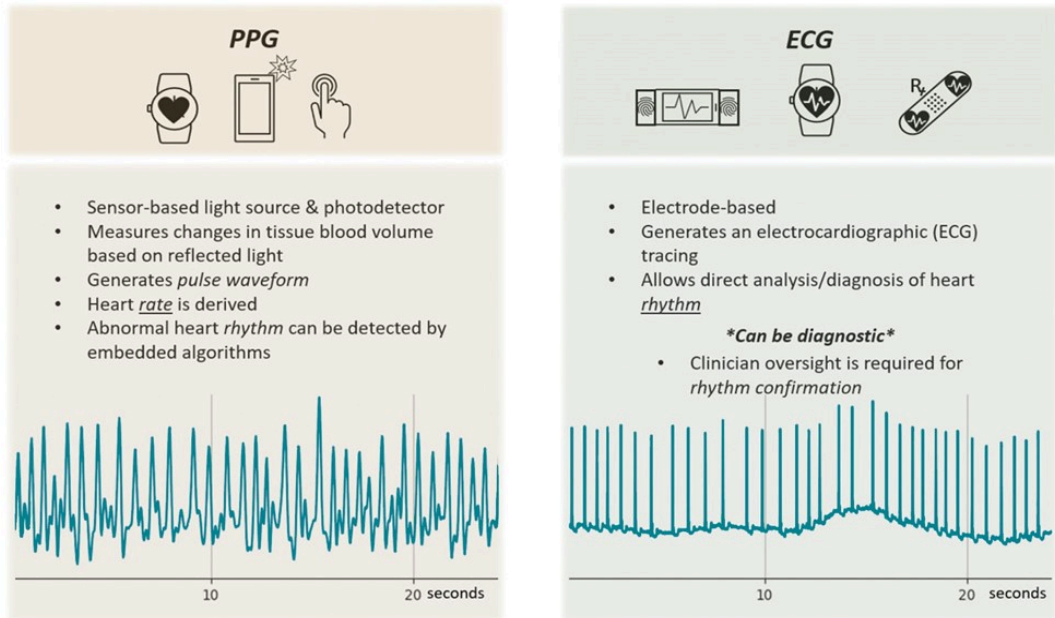 PPG
• Sensor-based light source & photodetector
• Measures changes in tissue blood volume
based on reflected light
• Generates pulse waveform
• Heart rate is derived
• Abnormal heart rhythm can be detected by
embedded algorithms
10
20
seconds
ECG
R𝗑
• Electrode-based
• Generates an electrocardiographic (ECG)
tracing
• Allows direct analysis/diagnosis of heart
rhythm
*Can be diagnostic*
• Clinician oversight is required for
rhythm confirmation
10
20
seconds